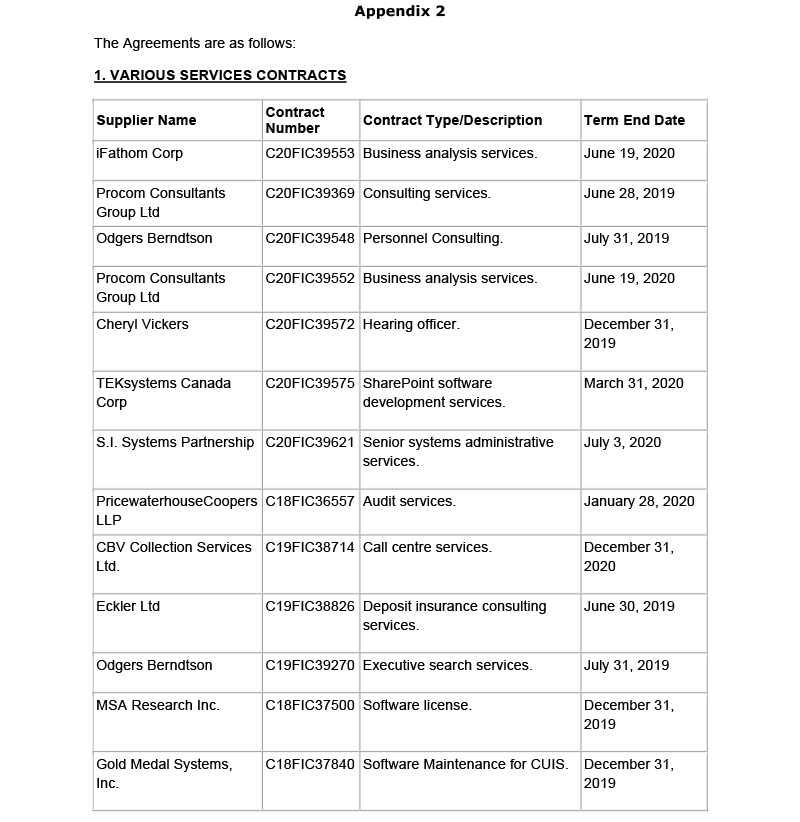 Appendix 2
The Agreements are as follows:
1. VARIOUS SERVICES CONTRACTS
Supplier Name Contract Number Contract Type/Description Term End Date
iFathom Corp C20FIC39553 Business analysis services. June 19, 2020
Procom Consultants Group Ltd C20FIC39369 Consulting services. June 28, 2019
Odgers Berndtson C20FIC39548 Personnel Consulting. July 31, 2019
Procom Consultants Group Ltd C20FIC39552 Business analysis services. June 19, 2020
Cheryl Vickers C20FIC39572 Hearing officer. December 31, 2019
TEKsystems Canada Corp C20FIC39575 SharePoint software development services. March 31, 2020
S.I. Systems Partnership C20FIC39621 Senior systems administrative services. July 3, 2020
PricewaterhouseCoopers LLP C18FIC36557 Audit services. January 28, 2020
CBV Collection Services Ltd. C19FIC38714 Call centre services. December 31, 2020
Eckler Ltd C19FIC38826 Deposit insurance consulting services. June 30, 2019
Odgers Berndtson C19FIC39270 Executive search services. July 31, 2019
MSA Research Inc. C18FIC37500 Software license. December 31, 2019
Gold Medal Systems, Inc. C18FIC37840 Software Maintenance for CUIS. December 31, 2019